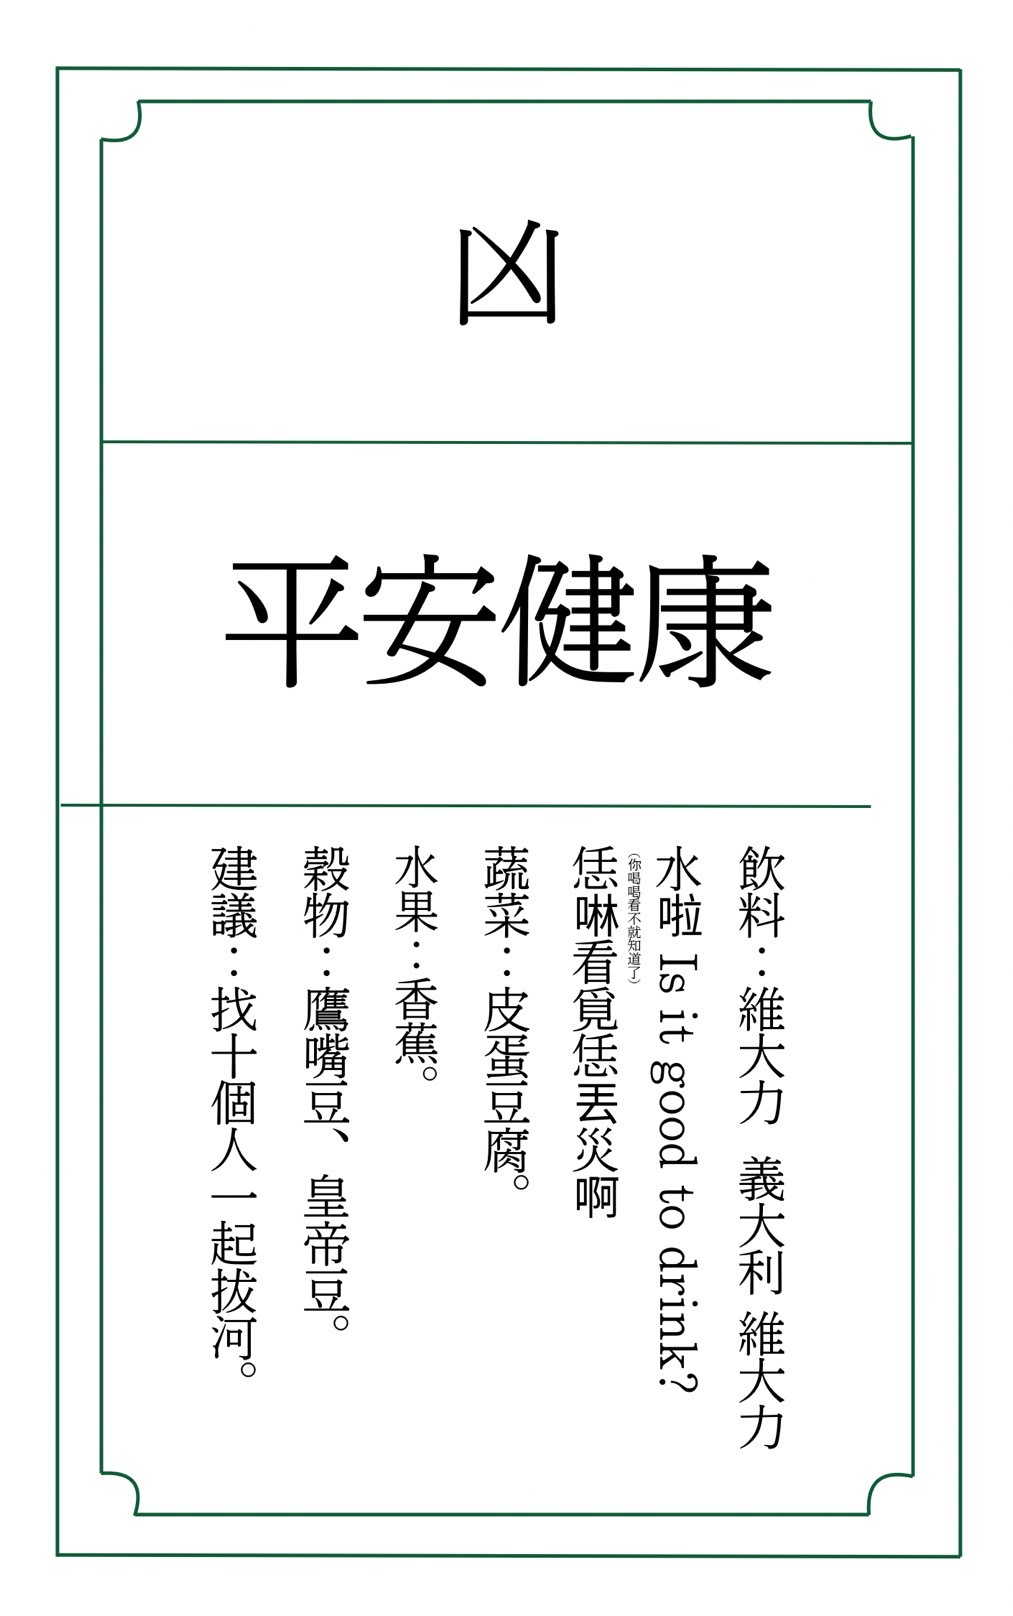 凶
平安健康
飲料：維大力 義大利 維大力
水啦 Is it good to drink?
（你喝喝看不就知道了）
恁啉看覓恁丟災啊
蔬菜：皮蛋豆腐。
水果：香蕉。
穀物：鷹嘴豆、皇帝豆。
建議：找十個人一起拔河。